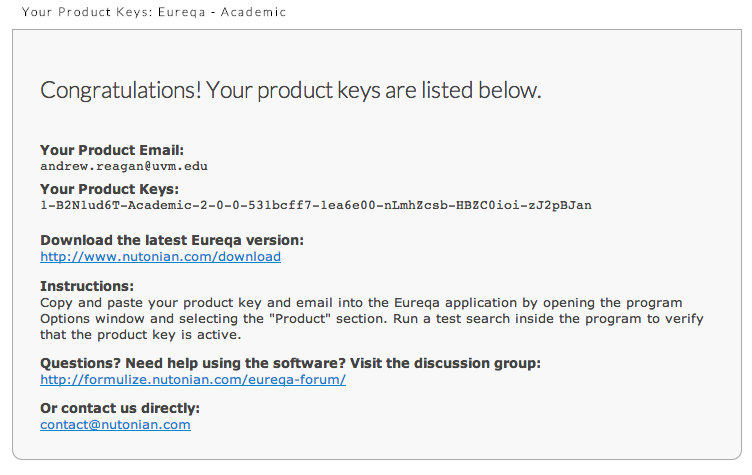 Your Product Keys: Eureqa - Academic
Congratulations! Your product keys are listed below.
Your Product Email:
andrew.reagan@uvm.edu
Your Product Keys:
1-B2N1ud6T-Academic-2-0-0-531bcff7-1ea6e00-nLmhZcsb-HBZC0ioi-zJ2pBJan
Download the latest Eureqa version:
http://www.nutonian.com/download
Instructions:
Copy and paste your product key and email into the Eureqa application by opening the program
Options window and selecting the "Product" section. Run a test search inside the program to verify
that the product key is active.
Questions? Need help using the software? Visit the discussion group:
http://formulize.nutonian.com/eureqa-forum/
Or contact us directly:
contact@nutonian.com